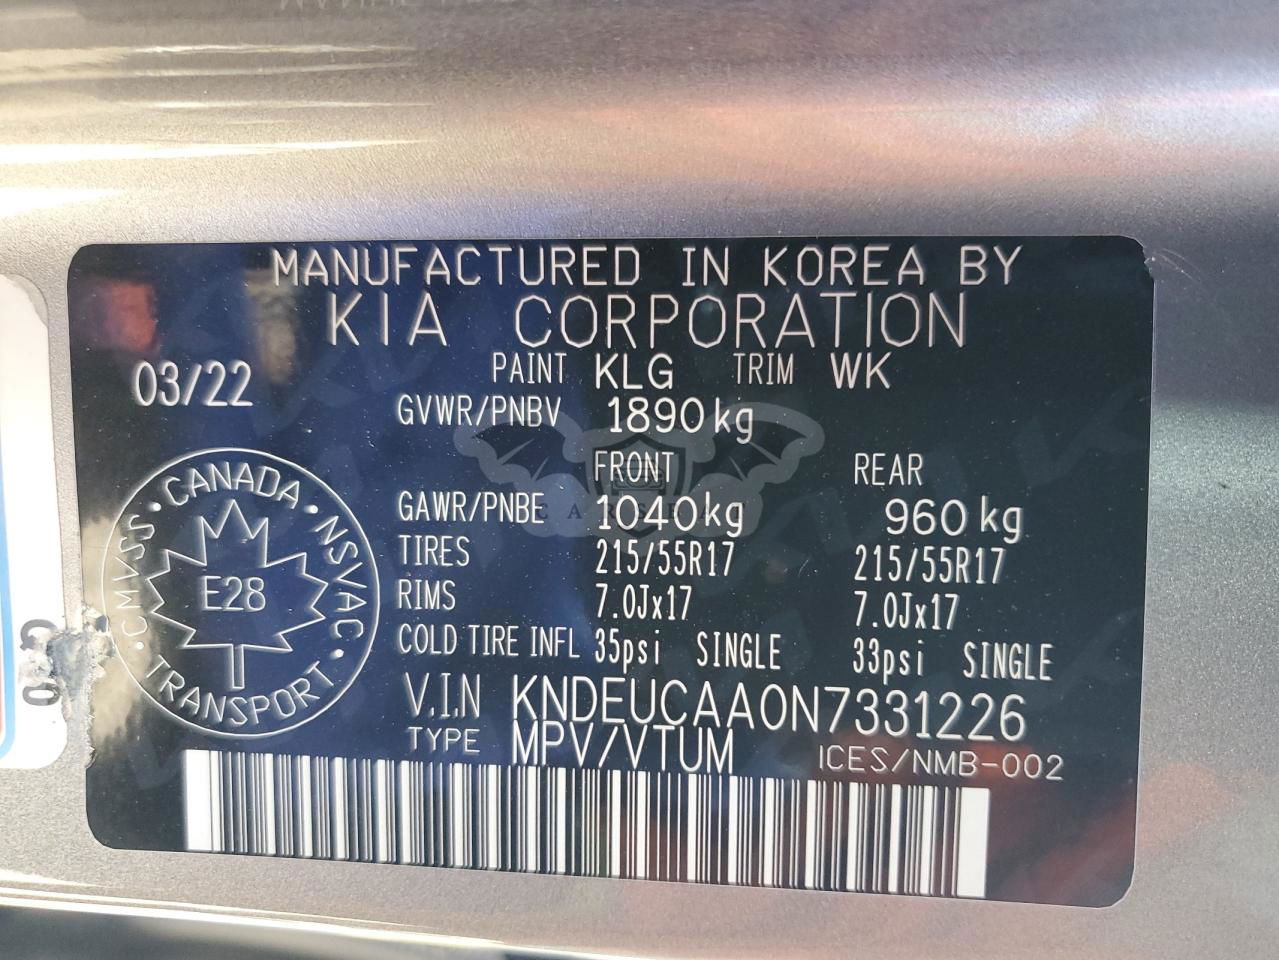 MANUFACTURED IN KOREA BY
KIA CORPORATION
PAINT KLG TRIM WK
03/22
GVWR/PNBV 1890kg
FRONT REAR
GAWR/PNBE 1040kg 960kg
TIRES 215/55R17 215/55R17
RIMS 7.0Jx17 7.0Jx17
COLD TIRE INFL 35psi SINGLE 33psi SINGLE
V.I.N KNDEUCAA0N7331226
TYPE MPV/VTUM ICES/NMB-002
CANADA · NSVAC · TRANSPORT · CMVSS ·
E28
CARSBAT